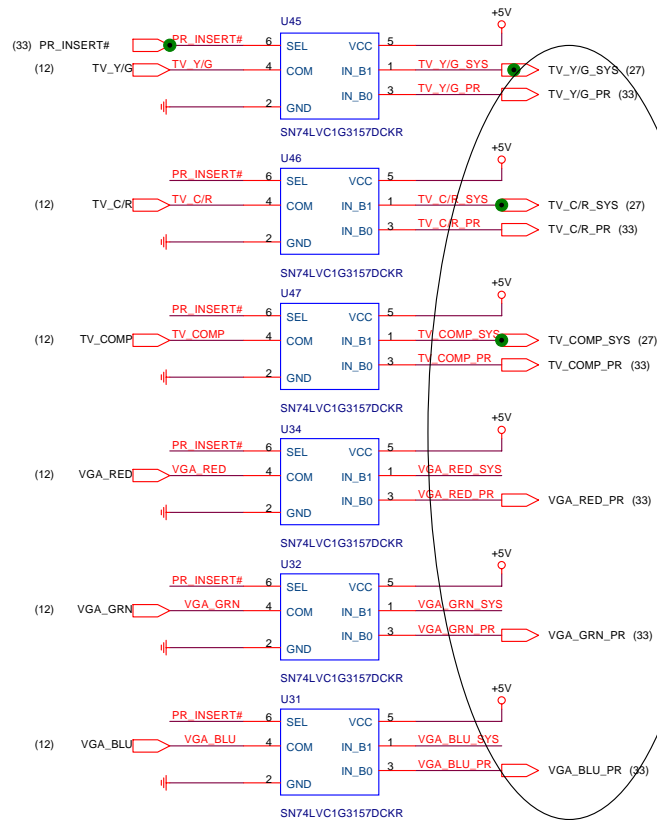 U45
+5V
(33) PR_INSERT# PR_INSERT# 6 SEL VCC 5
(12) TV_Y/G TV_Y/G 4 COM IN_B1 1 TV_Y/G_SYS TV_Y/G_SYS (27)
IN_B0 3 TV_Y/G_PR TV_Y/G_PR (33)
2 GND
SN74LVC1G3157DCKR
U46
+5V
PR_INSERT# 6 SEL VCC 5
(12) TV_C/R TV_C/R 4 COM IN_B1 1 TV_C/R_SYS TV_C/R_SYS (27)
IN_B0 3 TV_C/R_PR TV_C/R_PR (33)
2 GND
SN74LVC1G3157DCKR
U47
+5V
PR_INSERT# 6 SEL VCC 5
(12) TV_COMP TV_COMP 4 COM IN_B1 1 TV_COMP_SYS TV_COMP_SYS (27)
IN_B0 3 TV_COMP_PR TV_COMP_PR (33)
2 GND
SN74LVC1G3157DCKR
U34
+5V
PR_INSERT# 6 SEL VCC 5
(12) VGA_RED VGA_RED 4 COM IN_B1 1 VGA_RED_SYS
IN_B0 3 VGA_RED_PR VGA_RED_PR (33)
2 GND
SN74LVC1G3157DCKR
U32
+5V
PR_INSERT# 6 SEL VCC 5
(12) VGA_GRN VGA_GRN 4 COM IN_B1 1 VGA_GRN_SYS
IN_B0 3 VGA_GRN_PR VGA_GRN_PR (33)
2 GND
SN74LVC1G3157DCKR
U31
+5V
PR_INSERT# 6 SEL VCC 5
(12) VGA_BLU VGA_BLU 4 COM IN_B1 1 VGA_BLU_SYS
IN_B0 3 VGA_BLU_PR VGA_BLU_PR (33)
2 GND
SN74LVC1G3157DCKR